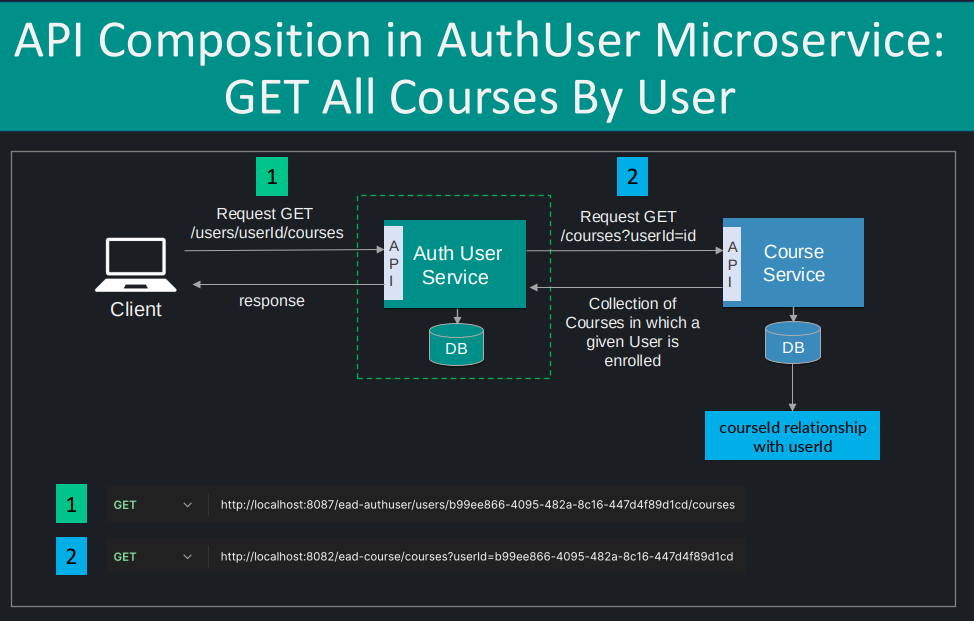 API Composition in AuthUser Microservice:
GET All Courses By User
1
2
Request GET
/users/userId/courses
Request GET
/courses?userId=id
API
Auth User
Service
API
Course
Service
Client
response
Collection of
Courses in which a
given User is
enrolled
DB
DB
courseId relationship
with userId
1
GET
http://localhost:8087/ead-authuser/users/b99ee866-4095-482a-8c16-447d4f89d1cd/courses
2
GET
http://localhost:8082/ead-course/courses?userId=b99ee866-4095-482a-8c16-447d4f89d1cd